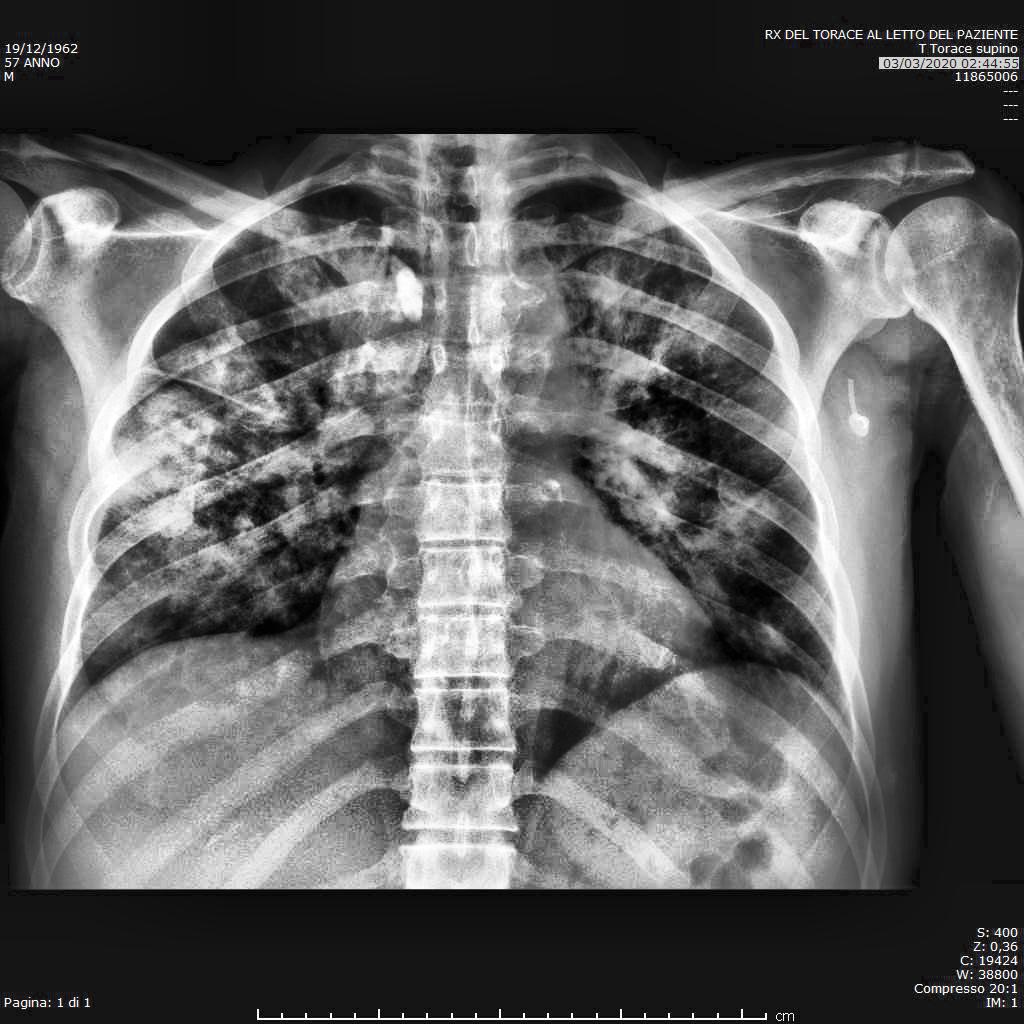 19/12/1962
57 ANNO
M
RX DEL TORACE AL LETTO DEL PAZIENTE
T Torace supino
03/03/2020 02:44:55
11865006
---
---
---
S: 400
Z: 0,36
C: 19424
W: 38800
Compresso 20:1
IM: 1
Pagina: 1 di 1
cm